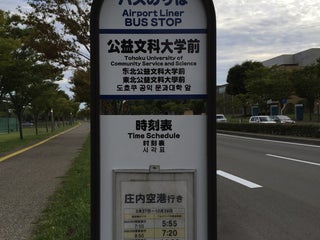 バスのりば
Airport Liner
BUS STOP
公益文科大学前
Tohoku University of
Community Service and Science
东北公益文科大学前
東北公益文科大學前
도호쿠 공익 문과대학 앞
時刻表
Time Schedule
时刻表
시각표
庄内空港行き
5:55
7:10
7:20